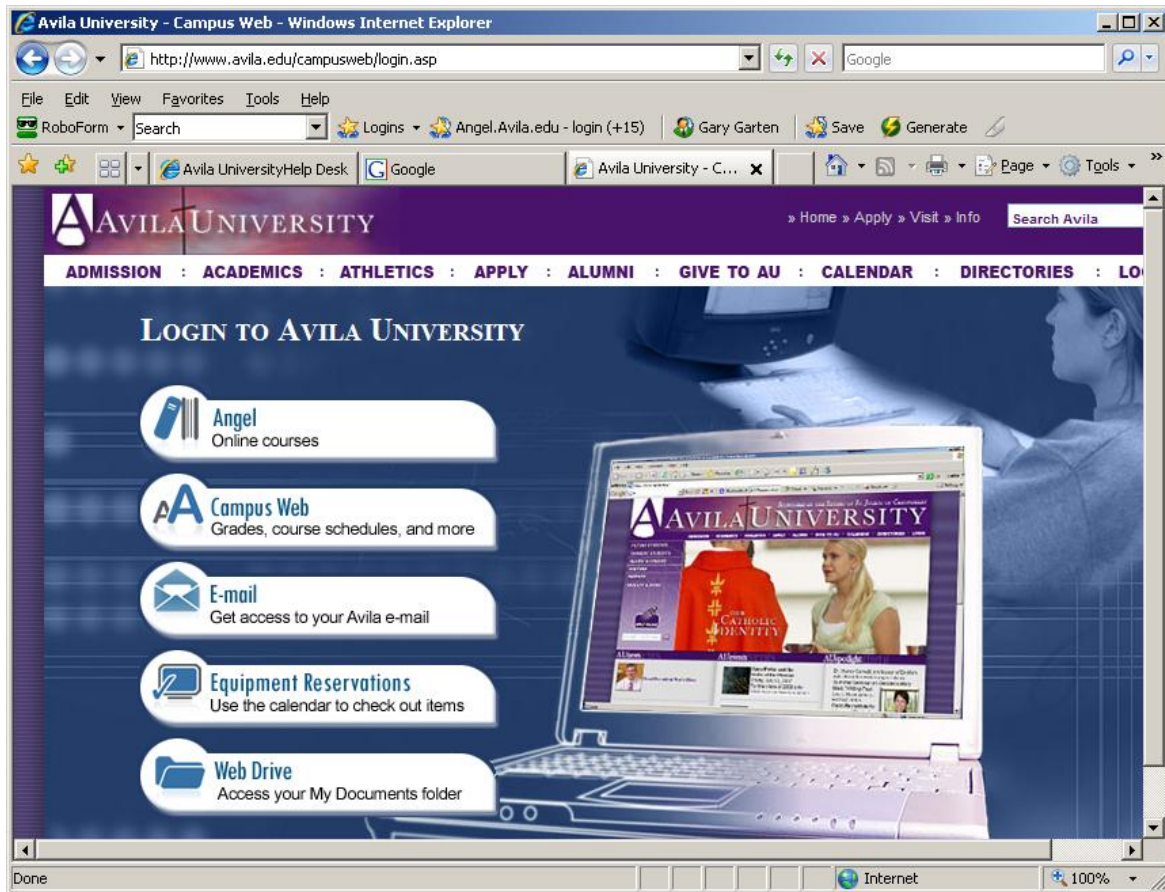 Avila University - Campus Web - Windows Internet Explorer
http://www.avila.edu/campusweb/login.asp
Google
File Edit View Favorites Tools Help
RoboForm Search Logins Angel.Avila.edu - login (+15) Gary Garten Save Generate
Avila UniversityHelp Desk Google Avila University - C... Page Tools
AVILA UNIVERSITY
» Home » Apply » Visit » Info Search Avila
ADMISSION : ACADEMICS : ATHLETICS : APPLY : ALUMNI : GIVE TO AU : CALENDAR : DIRECTORIES : LO
LOGIN TO AVILA UNIVERSITY
Angel
Online courses
Campus Web
Grades, course schedules, and more
E-mail
Get access to your Avila e-mail
Equipment Reservations
Use the calendar to check out items
Web Drive
Access your My Documents folder
AVILA UNIVERSITY
OUR
CATHOLIC
IDENTITY
Done Internet 100%